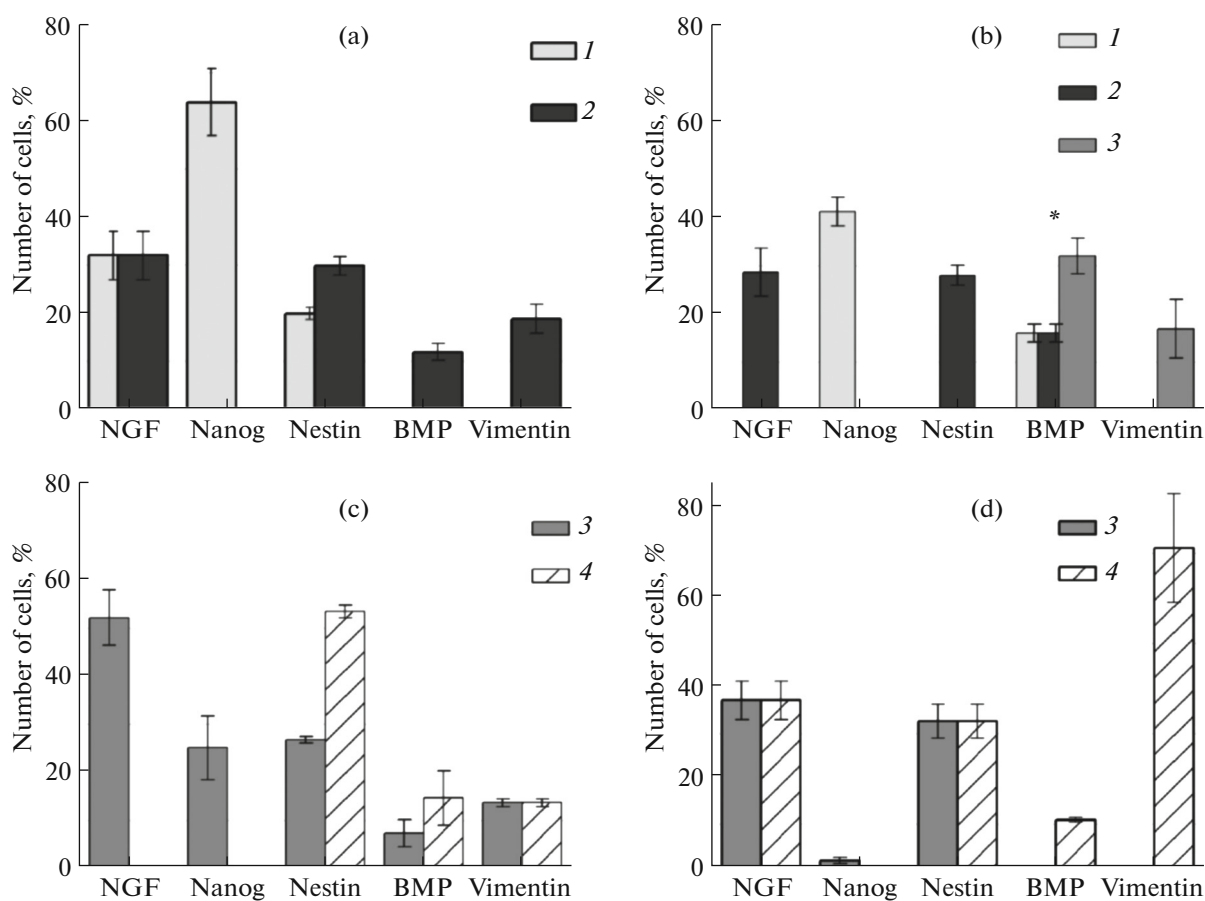 80
60
40
20
0
Number of cells, %
(a)
1
2
NGF Nanog Nestin BMP Vimentin
80
60
40
20
0
Number of cells, %
(b)
1
2
3
*
NGF Nanog Nestin BMP Vimentin
80
60
40
20
0
Number of cells, %
(c)
3
4
NGF Nanog Nestin BMP Vimentin
80
60
40
20
0
Number of cells, %
(d)
3
4
NGF Nanog Nestin BMP Vimentin